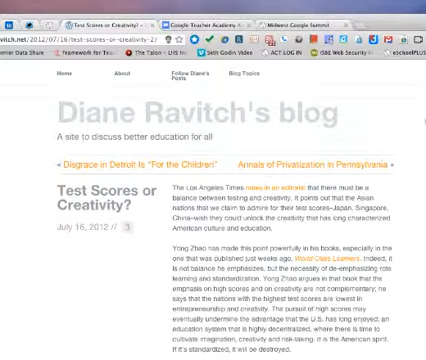 Test Scores or Creativity? «
Google Teacher Academy
Midwest Google Summit
vitch.net/2012/07/16/test-scores-or-creativity-2/
enter Data Share
Framework for Tea
The Talon – LHS Ne
Seth Godin Video
ACT LOG IN
ISBE Web Security
eSchoolPLUS
Home
About
Follow Diane's
Posts
Blog Topics
Diane Ravitch's blog
A site to discuss better education for all
« Disgrace in Detroit Is “For the Children”
Annals of Privatization in Pennsylvania »
Test Scores or
Creativity?
July 16, 2012 // 3
The Los Angeles Times notes in an editorial that there must be a
balance between testing and creativity. It points out that the Asian
nations that we claim to admire for their test scores–Japan, Singapore,
China–wish they could unlock the creativity that has long characterized
American culture and education.
Yong Zhao has made this point powerfully in his books, especially in the
one that was published just weeks ago, World Class Learners. Indeed, it
is not balance he emphasizes, but the necessity of de-emphasizing rote
learning and standardization. Yong Zhao argues in that book that the
emphasis on high scores and on creativity are not complementary; he
says that the nations with the highest test scores are lowest in
entrepreneurship and creativity. The pursuit of high scores may
eventually undermine the advantage that the U.S. has long enjoyed: an
education system that is highly decentralized, where there is time to
cultivate imagination, creativity and risk-taking. It is the American spirit.
If it's standardized, it will be destroyed.